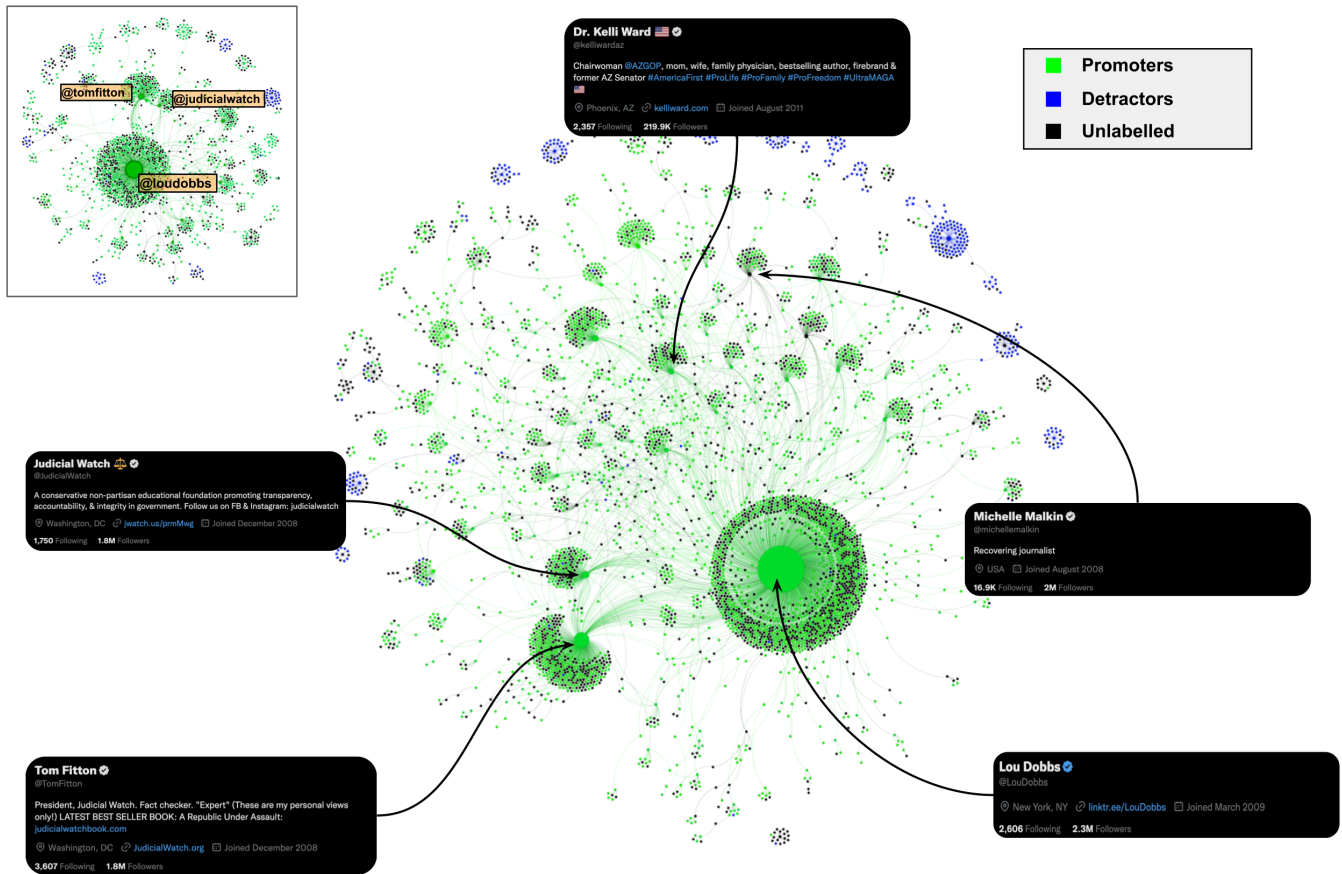 @tomfitton
@judicialwatch
@loudobbs
Dr. Kelli Ward 🇺🇸
@kelliwardaz
Chairwoman @AZGOP, mom, wife, family physician, bestselling author, firebrand &
former AZ Senator #AmericaFirst #ProLife #ProFamily #ProFreedom #UltraMAGA
🇺🇸
Phoenix, AZ kelliward.com Joined August 2011
2,357 Following 219.9K Followers
Promoters
Detractors
Unlabelled
Judicial Watch ⚖️
@JudicialWatch
A conservative non-partisan educational foundation promoting transparency,
accountability, & integrity in government. Follow us on FB & Instagram: judicialwatch
Washington, DC jwatch.us/prmMwg Joined December 2008
1,750 Following 1.8M Followers
Michelle Malkin
@michellemalkin
Recovering journalist
USA Joined August 2008
16.9K Following 2M Followers
Tom Fitton
@TomFitton
President, Judicial Watch. Fact checker. "Expert" (These are my personal views
only!) LATEST BEST SELLER BOOK: A Republic Under Assault:
judicialwatchbook.com
Washington, DC JudicialWatch.org Joined December 2008
3,607 Following 1.8M Followers
Lou Dobbs
@LouDobbs
New York, NY linktr.ee/LouDobbs Joined March 2009
2,606 Following 2.3M Followers